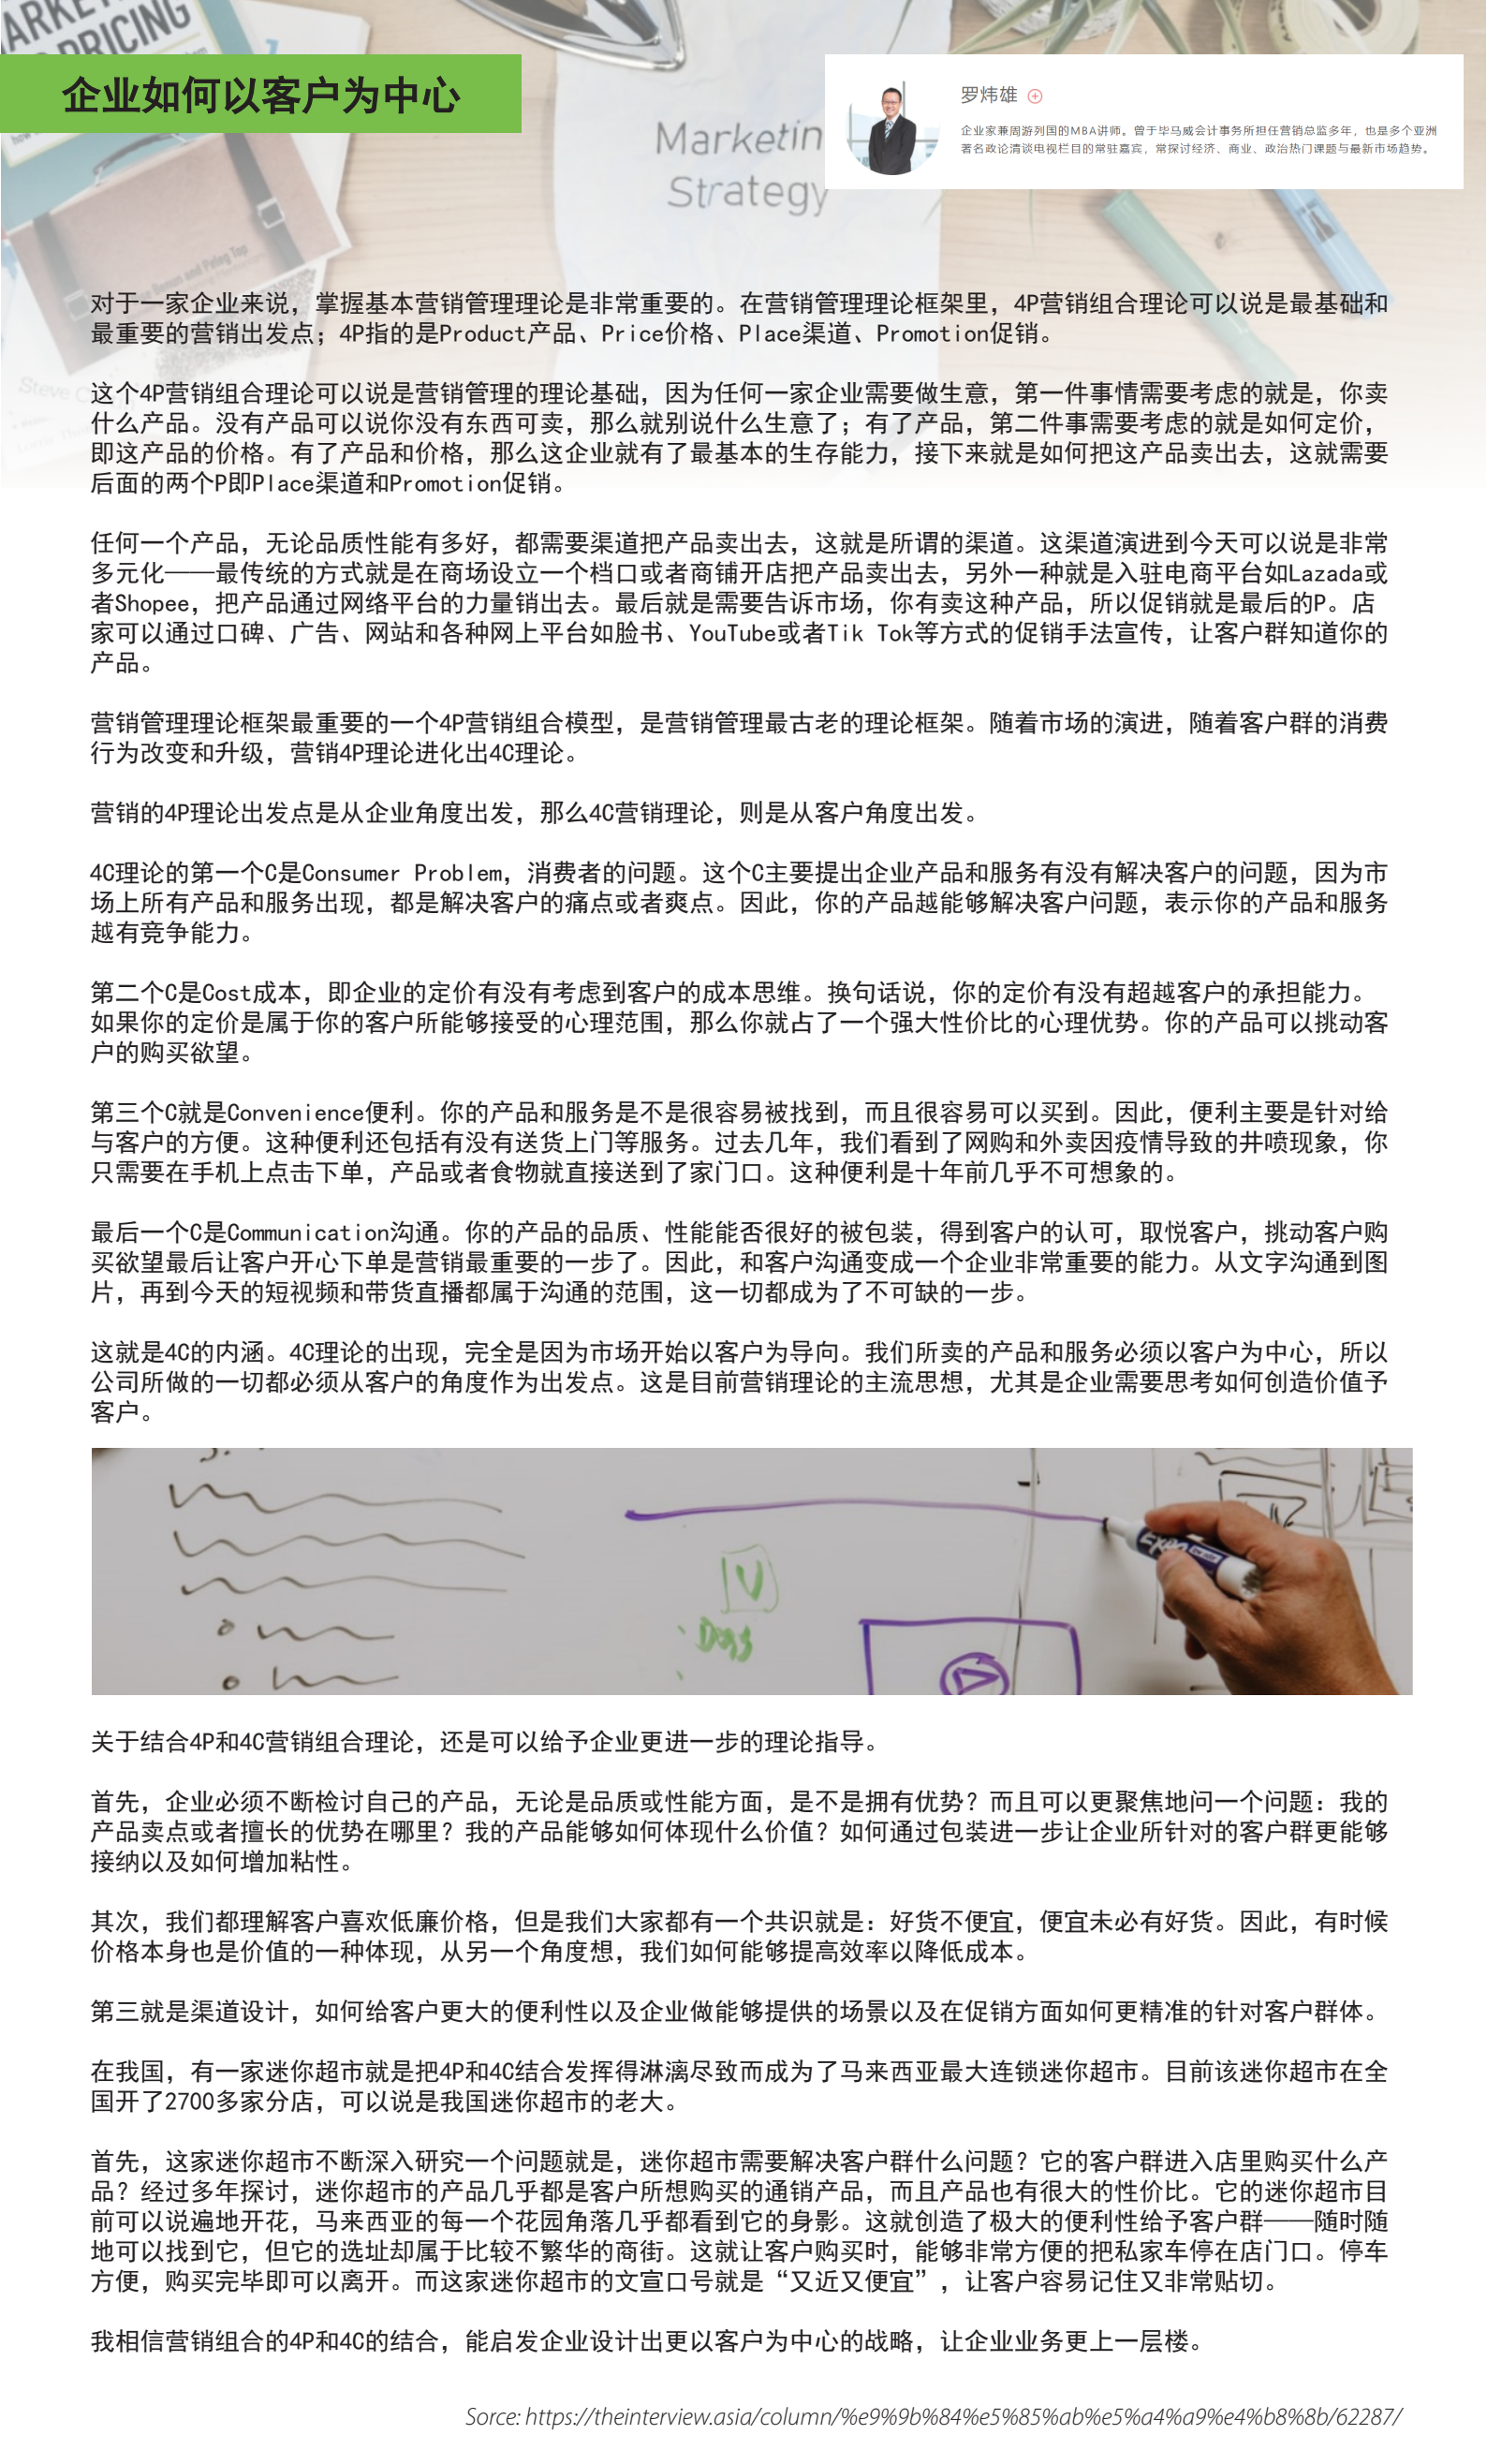 MARKE
PRICING
企业如何以客户为中心
罗炜雄
企业家兼周游列国的MBA讲师。曾于毕马威会计事务所担任营销总监多年，也是多个亚洲
著名政论清谈电视栏目的常驻嘉宾，常探讨经济、商业、政治热门课题与最新市场趋势。
Marketin
Strategy
对于一家企业来说，掌握基本营销管理理论是非常重要的。在营销管理理论框架里，4P营销组合理论可以说是最基础和
最重要的营销出发点；4P指的是Product产品、Price价格、Place渠道、Promotion促销。
这个4P营销组合理论可以说是营销管理的理论基础，因为任何一家企业需要做生意，第一件事情需要考虑的就是，你卖
什么产品。没有产品可以说你没有东西可卖，那么就别说什么生意了；有了产品，第二件事需要考虑的就是如何定价，
即这产品的价格。有了产品和价格，那么这企业就有了最基本的生存能力，接下来就是如何把这产品卖出去，这就需要
后面的两个P即Place渠道和Promotion促销。
任何一个产品，无论品质性能有多好，都需要渠道把产品卖出去，这就是所谓的渠道。这渠道演进到今天可以说是非常
多元化——最传统的方式就是在商场设立一个档口或者商铺开店把产品卖出去，另外一种就是入驻电商平台如Lazada或
者Shopee，把产品通过网络平台的力量销出去。最后就是需要告诉市场，你有卖这种产品，所以促销就是最后的P。店
家可以通过口碑、广告、网站和各种网上平台如脸书、YouTube或者Tik Tok等方式的促销手法宣传，让客户群知道你的
产品。
营销管理理论框架最重要的一个4P营销组合模型，是营销管理最古老的理论框架。随着市场的演进，随着客户群的消费
行为改变和升级，营销4P理论进化出4C理论。
营销的4P理论出发点是从企业角度出发，那么4C营销理论，则是从客户角度出发。
4C理论的第一个C是Consumer Problem，消费者的问题。这个C主要提出企业产品和服务有没有解决客户的问题，因为市
场上所有产品和服务出现，都是解决客户的痛点或者爽点。因此，你的产品越能够解决客户问题，表示你的产品和服务
越有竞争能力。
第二个C是Cost成本，即企业的定价有没有考虑到客户的成本思维。换句话说，你的定价有没有超越客户的承担能力。
如果你的定价是属于你的客户所能够接受的心理范围，那么你就占了一个强大性价比的心理优势。你的产品可以挑动客
户的购买欲望。
第三个C就是Convenience便利。你的产品和服务是不是很容易被找到，而且很容易可以买到。因此，便利主要是针对给
与客户的方便。这种便利还包括有没有送货上门等服务。过去几年，我们看到了网购和外卖因疫情导致的井喷现象，你
只需要在手机上点击下单，产品或者食物就直接送到了家门口。这种便利是十年前几乎不可想象的。
最后一个C是Communication沟通。你的产品的品质、性能能否很好的被包装，得到客户的认可，取悦客户，挑动客户购
买欲望最后让客户开心下单是营销最重要的一步了。因此，和客户沟通变成一个企业非常重要的能力。从文字沟通到图
片，再到今天的短视频和带货直播都属于沟通的范围，这一切都成为了不可缺的一步。
这就是4C的内涵。4C理论的出现，完全是因为市场开始以客户为导向。我们所卖的产品和服务必须以客户为中心，所以
公司所做的一切都必须从客户的角度作为出发点。这是目前营销理论的主流思想，尤其是企业需要思考如何创造价值予
客户。
EXPO
Dogs
关于结合4P和4C营销组合理论，还是可以给予企业更进一步的理论指导。
首先，企业必须不断检讨自己的产品，无论是品质或性能方面，是不是拥有优势？而且可以更聚焦地问一个问题：我的
产品卖点或者擅长的优势在哪里？我的产品能够如何体现什么价值？如何通过包装进一步让企业所针对的客户群更能够
接纳以及如何增加粘性。
其次，我们都理解客户喜欢低廉价格，但是我们大家都有一个共识就是：好货不便宜，便宜未必有好货。因此，有时候
价格本身也是价值的一种体现，从另一个角度想，我们如何能够提高效率以降低成本。
第三就是渠道设计，如何给客户更大的便利性以及企业做能够提供的场景以及在促销方面如何更精准的针对客户群体。
在我国，有一家迷你超市就是把4P和4C结合发挥得淋漓尽致而成为了马来西亚最大连锁迷你超市。目前该迷你超市在全
国开了2700多家分店，可以说是我国迷你超市的老大。
首先，这家迷你超市不断深入研究一个问题就是，迷你超市需要解决客户群什么问题？它的客户群进入店里购买什么产
品？经过多年探讨，迷你超市的产品几乎都是客户所想购买的通销产品，而且产品也有很大的性价比。它的迷你超市目
前可以说遍地开花，马来西亚的每一个花园角落几乎都看到它的身影。这就创造了极大的便利性给予客户群——随时随
地可以找到它，但它的选址却属于比较不繁华的商街。这就让客户购买时，能够非常方便的把私家车停在店门口。停车
方便，购买完毕即可以离开。而这家迷你超市的文宣口号就是“又近又便宜”，让客户容易记住又非常贴切。
我相信营销组合的4P和4C的结合，能启发企业设计出更以客户为中心的战略，让企业业务更上一层楼。
Sorce: https://theinterview.asia/column/%e9%9b%84%e5%85%ab%e5%a4%a9%e4%b8%8b/62287/